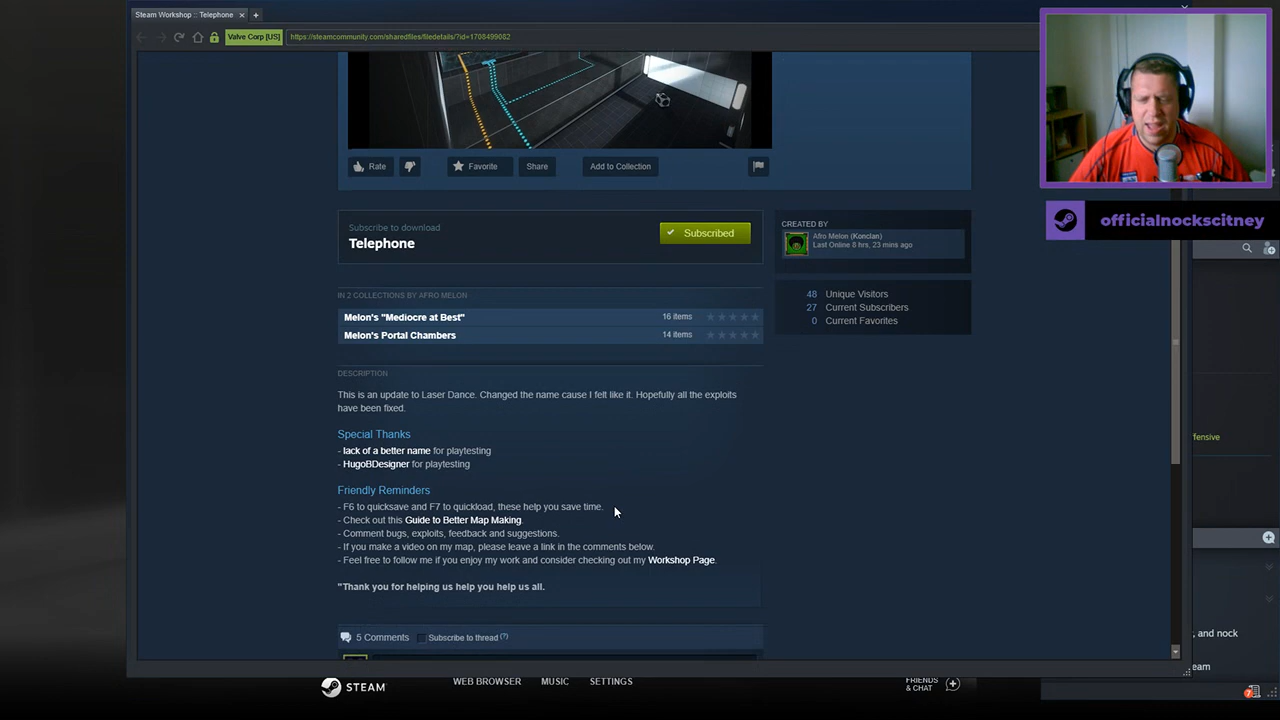 Steam Workshop :: Telephone
Valve Corp [US]
https://steamcommunity.com/sharedfiles/filedetails/?id=1708499082
officialnockscitney
Rate
Favorite
Share
Add to Collection
Subscribe to download
Telephone
Subscribed
CREATED BY
Afro Melon (Konclan)
Last Online 8 hrs, 23 mins ago
48 Unique Visitors
27 Current Subscribers
0 Current Favorites
IN 2 COLLECTIONS BY AFRO MELON
Melon's "Mediocre at Best" 16 items
Melon's Portal Chambers 14 items
DESCRIPTION
This is an update to Laser Dance. Changed the name cause I felt like it. Hopefully all the exploits
have been fixed.
Special Thanks
- lack of a better name for playtesting
- HugoBDesigner for playtesting
Friendly Reminders
- F6 to quicksave and F7 to quickload, these help you save time.
- Check out this Guide to Better Map Making.
- Comment bugs, exploits, feedback and suggestions.
- If you make a video on my map, please leave a link in the comments below.
- Feel free to follow me if you enjoy my work and consider checking out my Workshop Page.
"Thank you for helping us help you help us all.
5 Comments Subscribe to thread (?)
ffensive
, and nock
eam
STEAM
WEB BROWSER
MUSIC
SETTINGS
FRIENDS
& CHAT
7